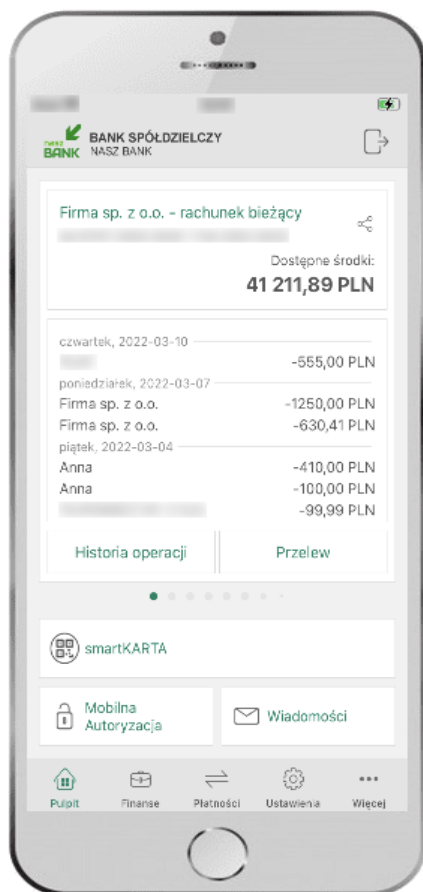 nasz
BANK
BANK SPÓŁDZIELCZY
NASZ BANK
Firma sp. z o.o. - rachunek bieżący
Dostępne środki:
41 211,89 PLN
czwartek, 2022-03-10
-555,00 PLN
poniedziałek, 2022-03-07
Firma sp. z o.o. -1250,00 PLN
Firma sp. z o.o. -630,41 PLN
piątek, 2022-03-04
Anna -410,00 PLN
Anna -100,00 PLN
-99,99 PLN
Historia operacji Przelew
smartKARTA
Mobilna
Autoryzacja
Wiadomości
Pulpit Finanse Płatności Ustawienia Więcej